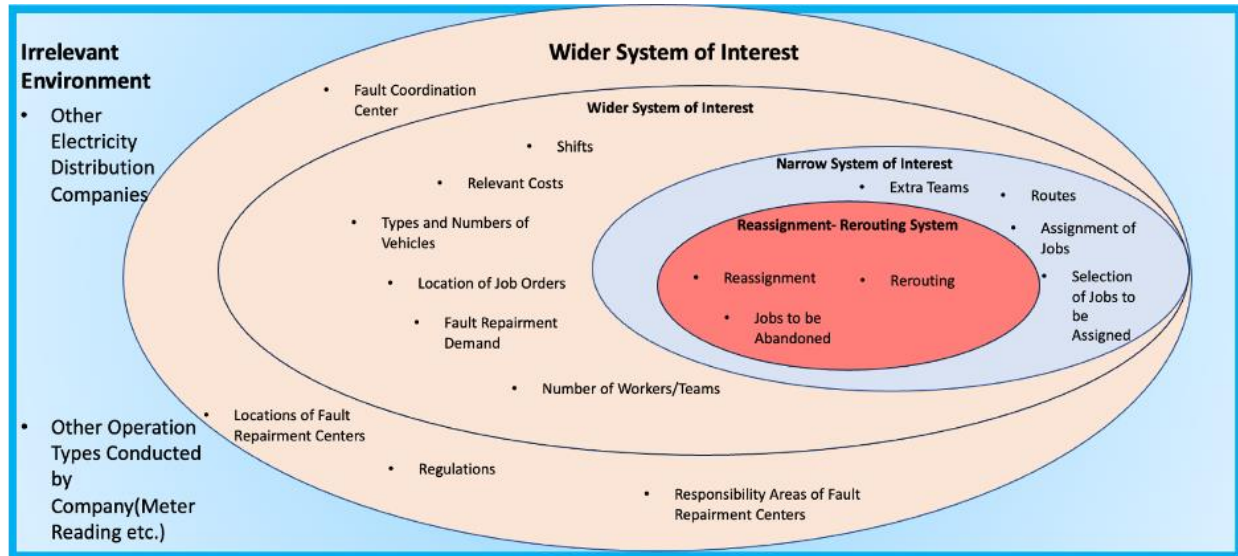 Irrelevant
Environment
• Other
Electricity
Distribution
Companies
• Other Operation
Types Conducted
by
Company(Meter
Reading etc.)
Wider System of Interest
• Fault Coordination
Center
Wider System of Interest
• Shifts
• Relevant Costs
• Types and Numbers of
Vehicles
• Location of Job Orders
• Fault Repairment
Demand
• Number of Workers/Teams
• Locations of Fault
Repairment Centers
• Regulations
• Responsibility Areas of Fault
Repairment Centers
Narrow System of Interest
• Extra Teams
• Routes
• Assignment of
Jobs
• Selection
of Jobs to
be
Assigned
Reassignment- Rerouting System
• Reassignment
• Rerouting
• Jobs to be
Abandoned